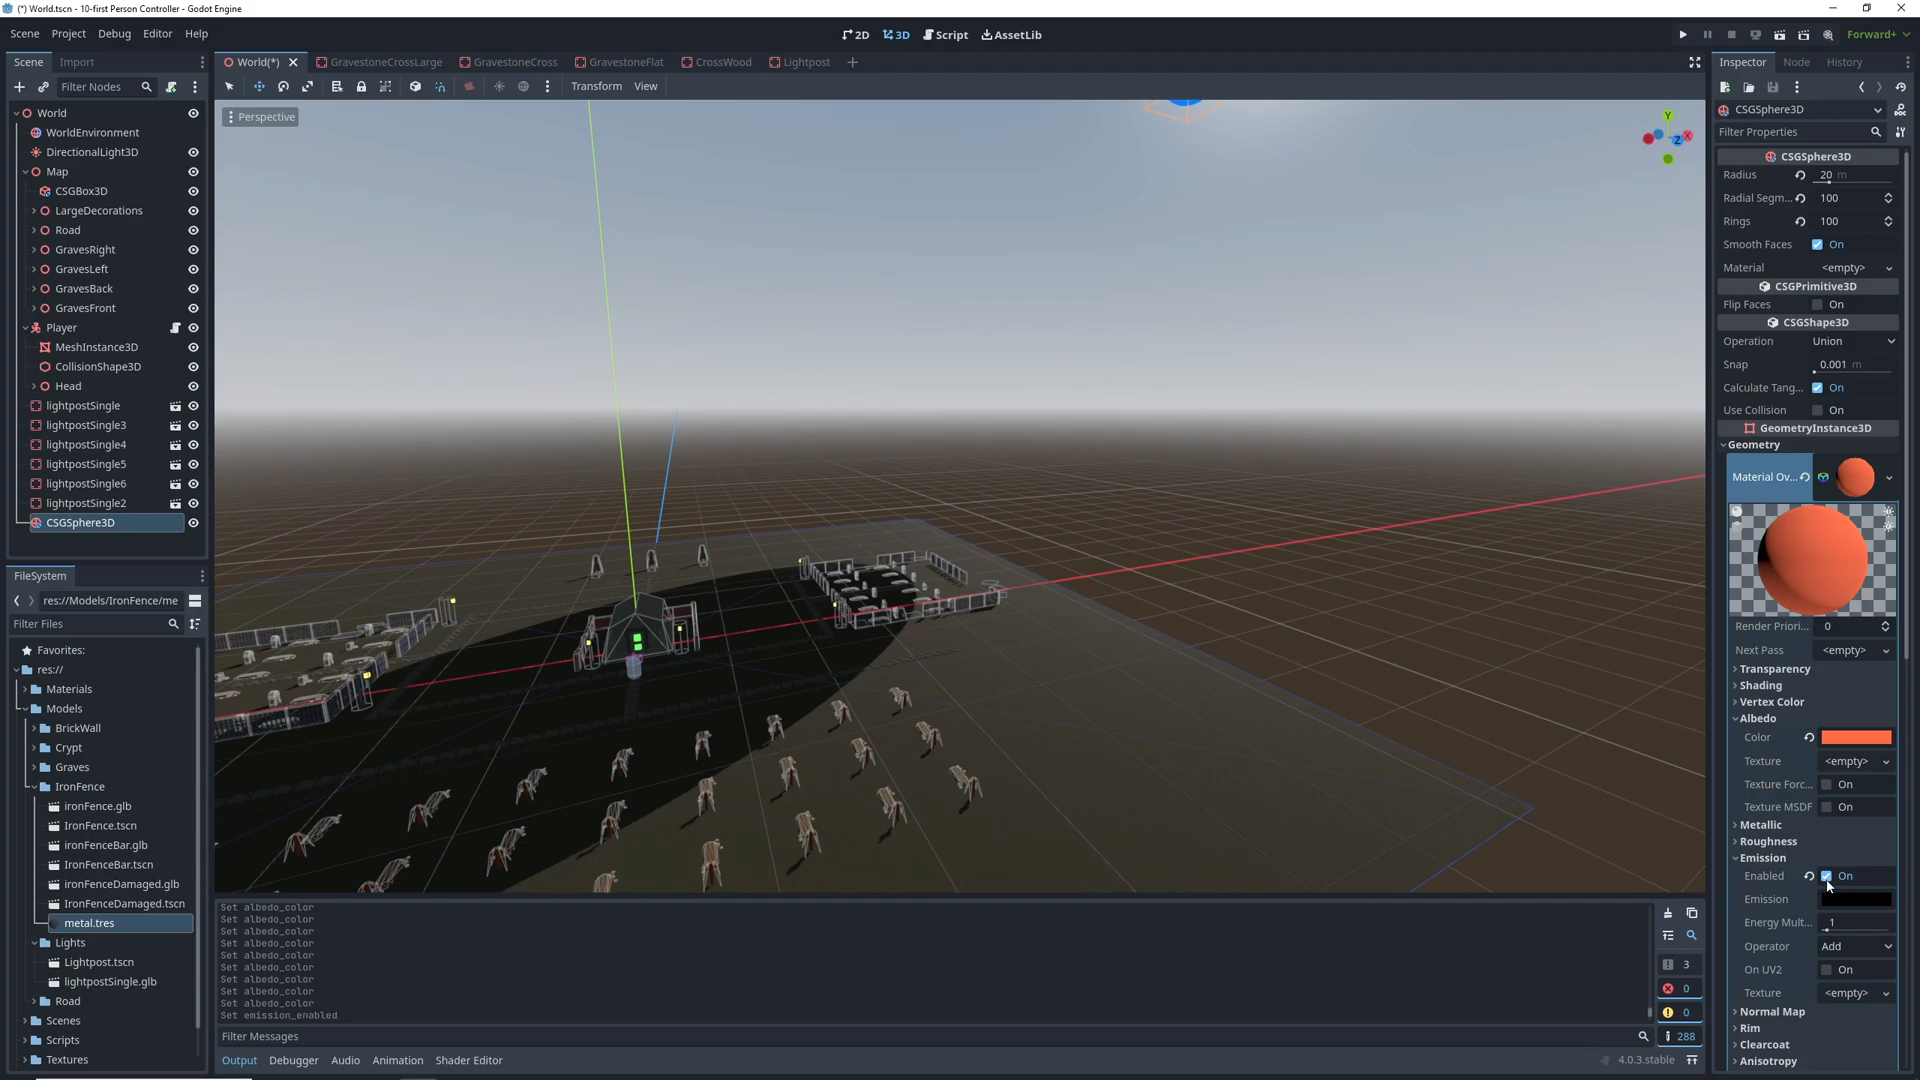 (*) World.tscn - 10-first Person Controller - Godot Engine
Scene Project Debug Editor Help
2D 3D Script AssetLib
Forward+
Scene Import
World(*) GravestoneCrossLarge GravestoneCross GravestoneFlat CrossWood Lightpost
Inspector Node History
Filter Nodes
Transform View
World
WorldEnvironment
DirectionalLight3D
Map
CSGBox3D
LargeDecorations
Road
GravesRight
GravesLeft
GravesBack
GravesFront
Player
MeshInstance3D
CollisionShape3D
Head
lightpostSingle
lightpostSingle3
lightpostSingle4
lightpostSingle5
lightpostSingle6
lightpostSingle2
CSGSphere3D
FileSystem
res://Models/IronFence/me
Filter Files
Favorites:
res://
Materials
Models
BrickWall
Crypt
Graves
IronFence
ironFence.glb
IronFence.tscn
ironFenceBar.glb
IronFenceBar.tscn
ironFenceDamaged.glb
IronFenceDamaged.tscn
metal.tres
Lights
Lightpost.tscn
lightpostSingle.glb
Road
Scenes
Scripts
Textures
Perspective
Y
X
Z
Set albedo_color
Set albedo_color
Set albedo_color
Set albedo_color
Set albedo_color
Set albedo_color
Set albedo_color
Set albedo_color
Set albedo_color
Set emission_enabled
3
0
0
288
Filter Messages
Output Debugger Audio Animation Shader Editor
4.0.3.stable
CSGSphere3D
Filter Properties
CSGSphere3D
Radius 20 m
Radial Segm... 100
Rings 100
Smooth Faces On
Material <empty>
CSGPrimitive3D
Flip Faces On
CSGShape3D
Operation Union
Snap 0.001 m
Calculate Tang... On
Use Collision On
GeometryInstance3D
Geometry
Material Ov...
Render Priori... 0
Next Pass <empty>
Transparency
Shading
Vertex Color
Albedo
Color
Texture <empty>
Texture Forc... On
Texture MSDF On
Metallic
Roughness
Emission
Enabled On
Emission
Energy Mult... 1
Operator Add
On UV2 On
Texture <empty>
Normal Map
Rim
Clearcoat
Anisotropy